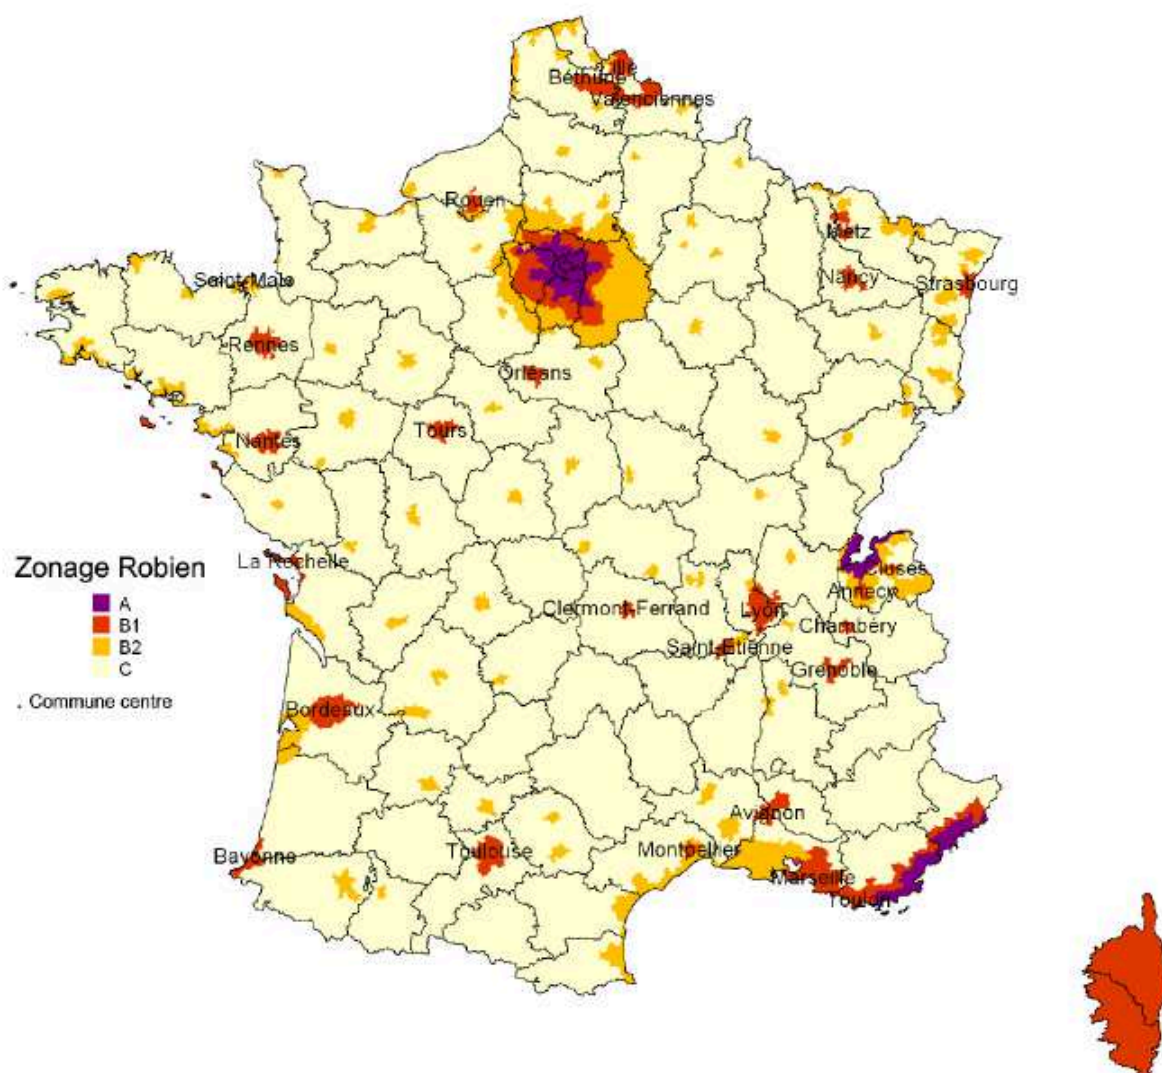 Lille
Béthune
Valenciennes
Rouen
Metz
Nancy
Strasbourg
Saint-Malo
Rennes
Orléans
Nantes
Tours
Zonage Robien
A
B1
B2
C
. Commune centre
La Rochelle
Cluses
Annecy
Clermont-Ferrand
Lyon
Chambéry
Saint-Etienne
Grenoble
Bordeaux
Avignon
Bayonne
Toulouse
Montpellier
Marseille
Toulon